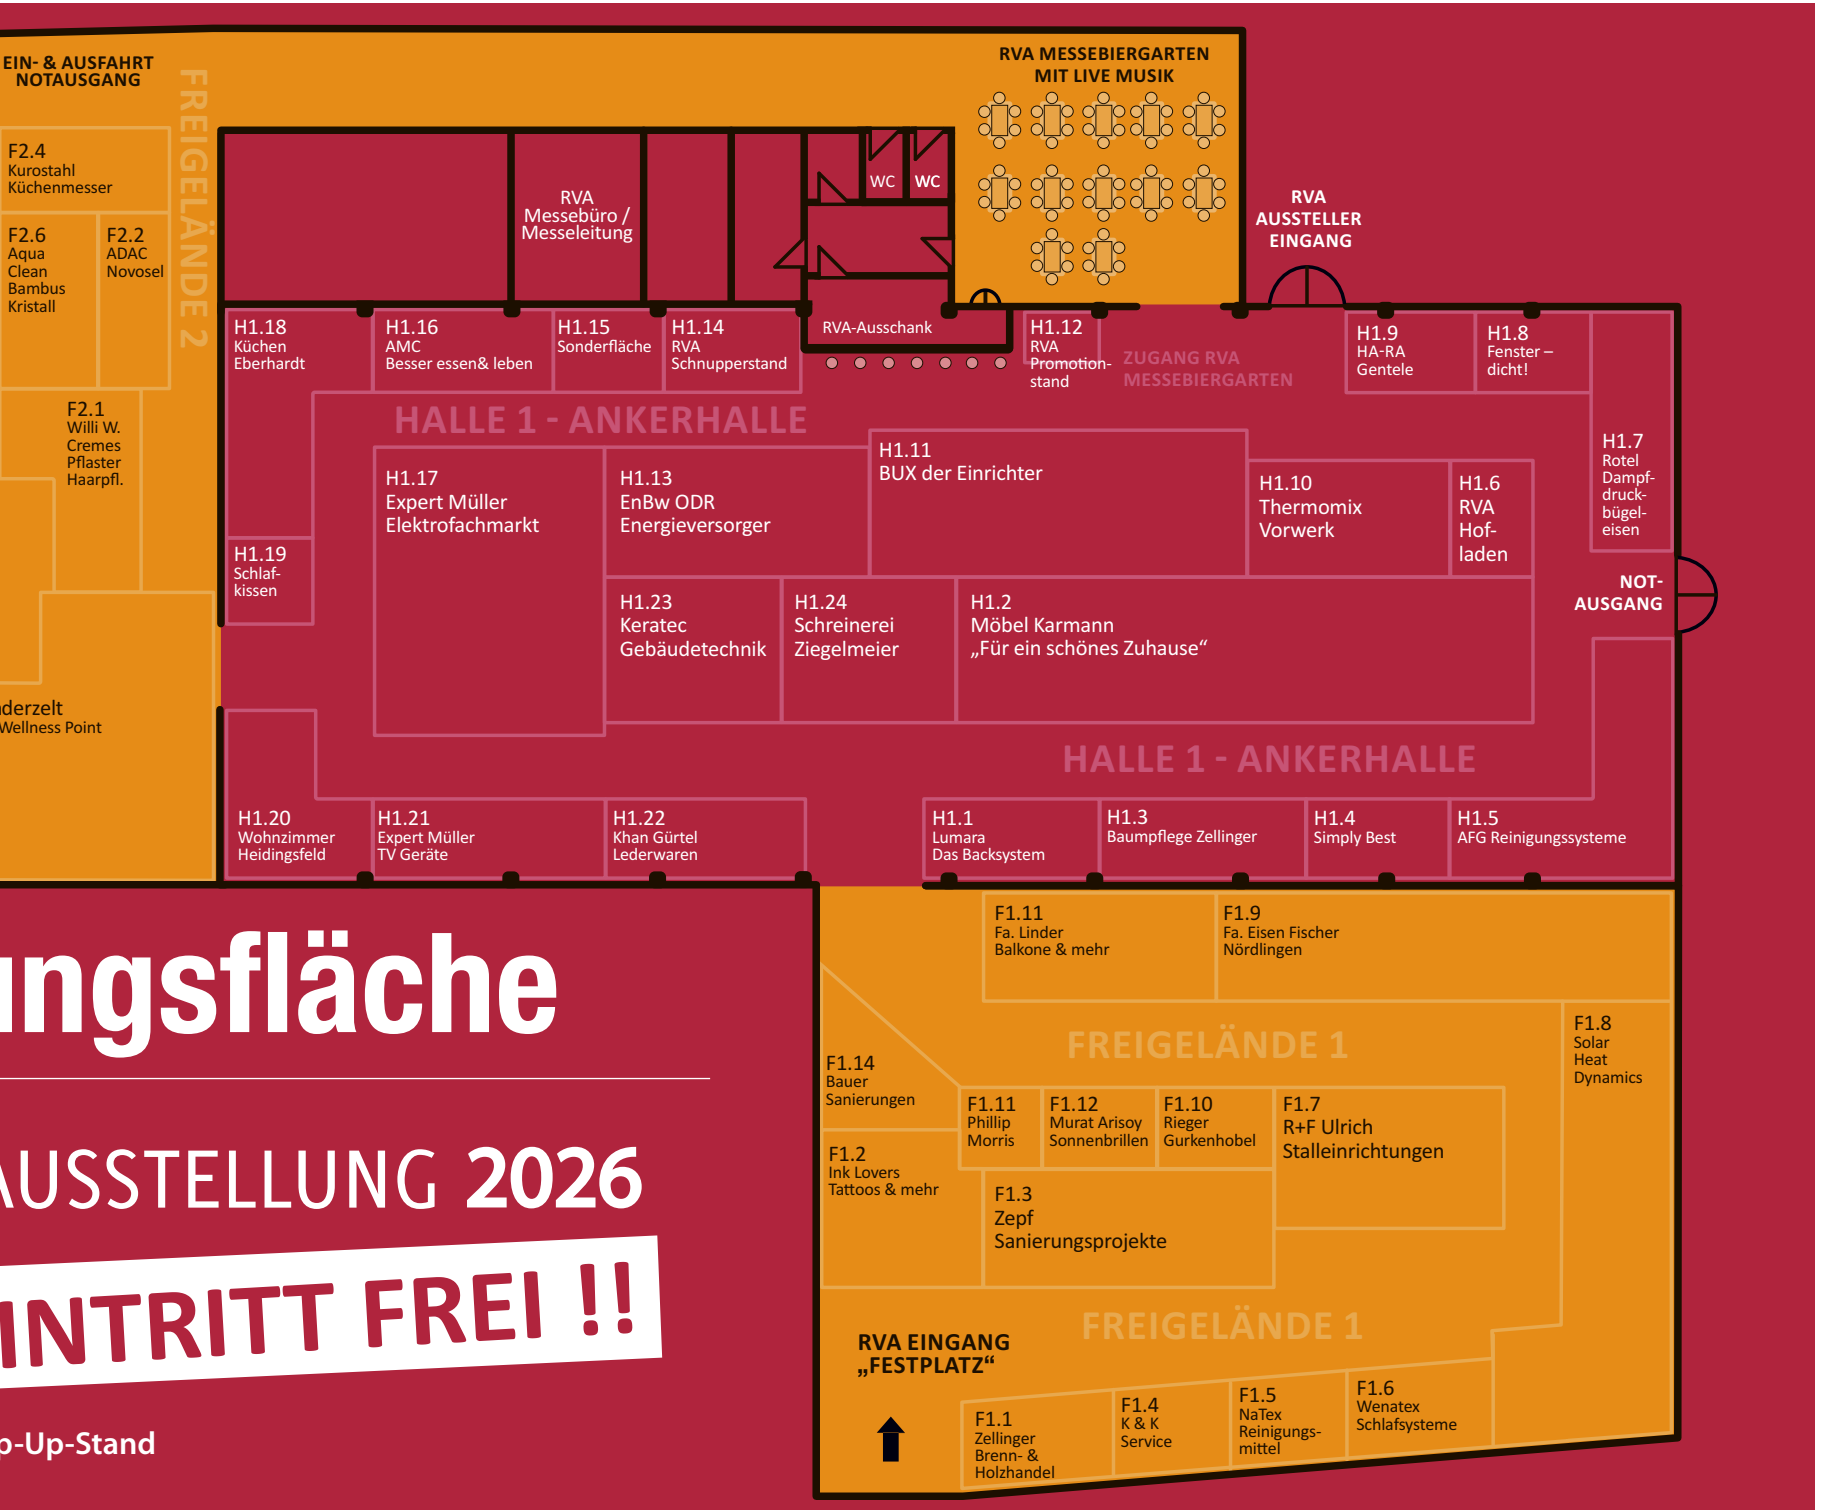 EIN- & AUSFAHRT
NOTAUSGANG
FREIGELÄNDE 2
F2.4
Kurostahl
Küchenmesser
F2.6
Aqua
Clean
Bambus
Kristall
F2.2
ADAC
Novosel
F2.1
Willi W.
Cremes
Pflaster
Haarpfl.
derzelt
Wellness Point
RVA MESSEBIERGARTEN
MIT LIVE MUSIK
RVA
Messebüro /
Messeleitung
WC
WC
RVA
AUSSTELLER
EINGANG
H1.18
Küchen
Eberhardt
H1.16
AMC
Besser essen& leben
H1.15
Sonderfläche
H1.14
RVA
Schnupperstand
RVA-Ausschank
H1.12
RVA
Promotion-
stand
ZUGANG RVA
MESSEBIERGARTEN
H1.9
HA-RA
Gentele
H1.8
Fenster –
dicht!
HALLE 1 - ANKERHALLE
H1.7
Rotel
Dampf-
druck-
bügel-
eisen
H1.17
Expert Müller
Elektrofachmarkt
H1.13
EnBw ODR
Energieversorger
H1.11
BUX der Einrichter
H1.10
Thermomix
Vorwerk
H1.6
RVA
Hof-
laden
H1.19
Schlaf-
kissen
H1.23
Keratec
Gebäudetechnik
H1.24
Schreinerei
Ziegelmeier
H1.2
Möbel Karmann
„Für ein schönes Zuhause“
NOT-
AUSGANG
HALLE 1 - ANKERHALLE
H1.20
Wohnzimmer
Heidingsfeld
H1.21
Expert Müller
TV Geräte
H1.22
Khan Gürtel
Lederwaren
H1.1
Lumara
Das Backsystem
H1.3
Baumpflege Zellinger
H1.4
Simply Best
H1.5
AFG Reinigungssysteme
ungsfläche
AUSSTELLUNG 2026
INTRITT FREI !!
p-Up-Stand
F1.11
Fa. Linder
Balkone & mehr
F1.9
Fa. Eisen Fischer
Nördlingen
FREIGELÄNDE 1
F1.8
Solar
Heat
Dynamics
F1.14
Bauer
Sanierungen
F1.11
Phillip
Morris
F1.12
Murat Arisoy
Sonnenbrillen
F1.10
Rieger
Gurkenhobel
F1.7
R+F Ulrich
Stalleinrichtungen
F1.2
Ink Lovers
Tattoos & mehr
F1.3
Zepf
Sanierungsprojekte
FREIGELÄNDE 1
RVA EINGANG
„FESTPLATZ“
F1.1
Zellinger
Brenn- &
Holzhandel
F1.4
K & K
Service
F1.5
NaTex
Reinigungs-
mittel
F1.6
Wenatex
Schlafsysteme